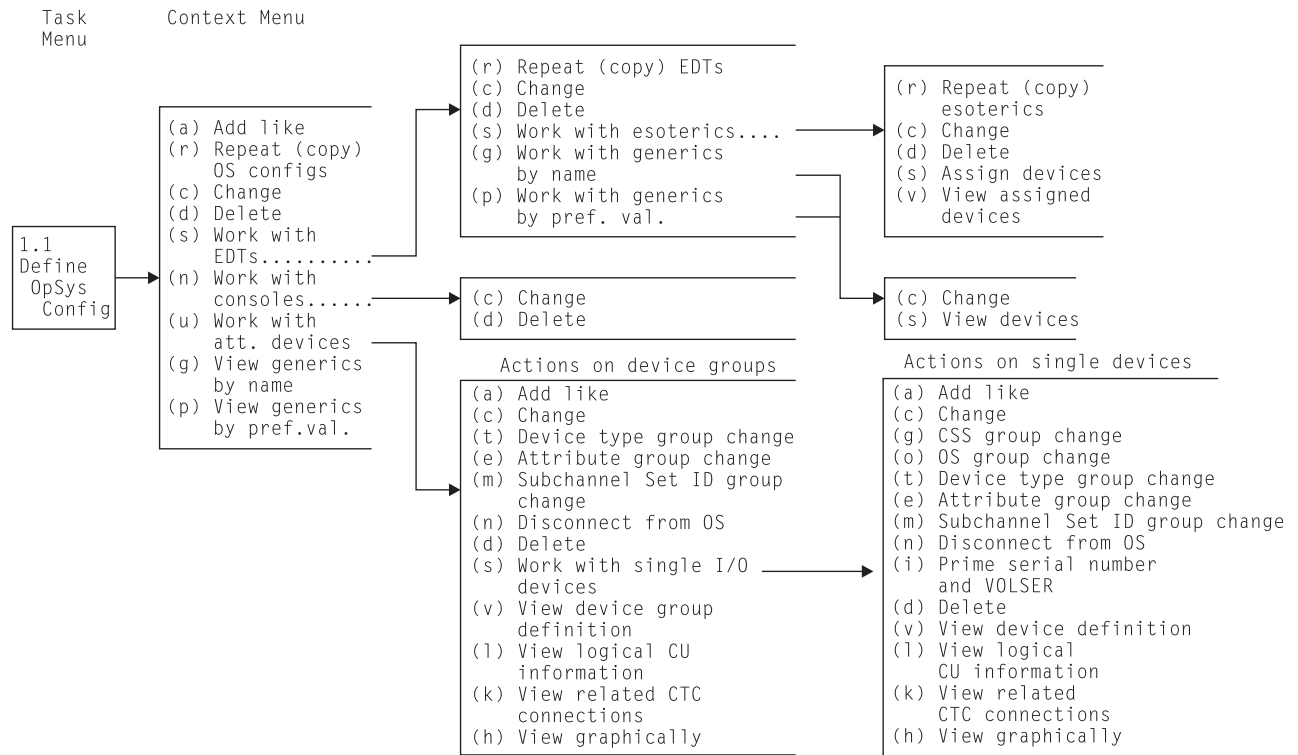 Task
Menu
Context Menu
1.1
Define
OpSys
Config
(a) Add like
(r) Repeat (copy)
OS configs
(c) Change
(d) Delete
(s) Work with
EDTs..........
(n) Work with
consoles......
(u) Work with
att. devices
(g) View generics
by name
(p) View generics
by pref.val.
(r) Repeat (copy) EDTs
(c) Change
(d) Delete
(s) Work with esoterics....
(g) Work with generics
by name
(p) Work with generics
by pref. val.
(r) Repeat (copy)
esoterics
(c) Change
(d) Delete
(s) Assign devices
(v) View assigned
devices
(c) Change
(d) Delete
(c) Change
(s) View devices
Actions on device groups
(a) Add like
(c) Change
(t) Device type group change
(e) Attribute group change
(m) Subchannel Set ID group
change
(n) Disconnect from OS
(d) Delete
(s) Work with single I/O
devices
(v) View device group
definition
(l) View logical CU
information
(k) View related CTC
connections
(h) View graphically
Actions on single devices
(a) Add like
(c) Change
(g) CSS group change
(o) OS group change
(t) Device type group change
(e) Attribute group change
(m) Subchannel Set ID group change
(n) Disconnect from OS
(i) Prime serial number
and VOLSER
(d) Delete
(v) View device definition
(l) View logical
CU information
(k) View related
CTC connections
(h) View graphically